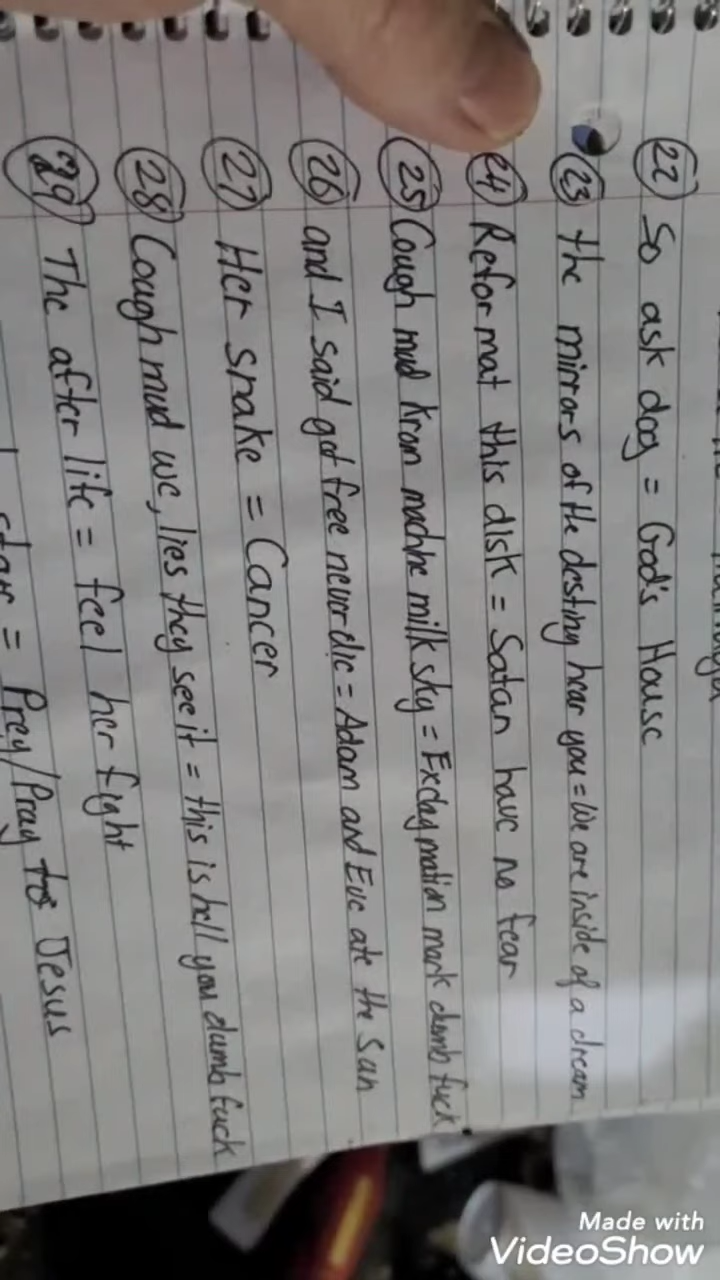 22 So ask dog = God's House
23 the mirrors of the destiny hear you = We are inside of a dream
24 Reformat this disk = Satan have no fear
25 Cough mud Kron machine milk sky = Exclaymation mark dumb fuck
26 and I said got free never die = Adam and Eve ate the sun
27 Her snake = Cancer
28 Cough mud we, lies they see it = this is hell you dumb fuck
29 The after life = feel her fight
= Prey/Pray to Jesus
Made with
VideoShow